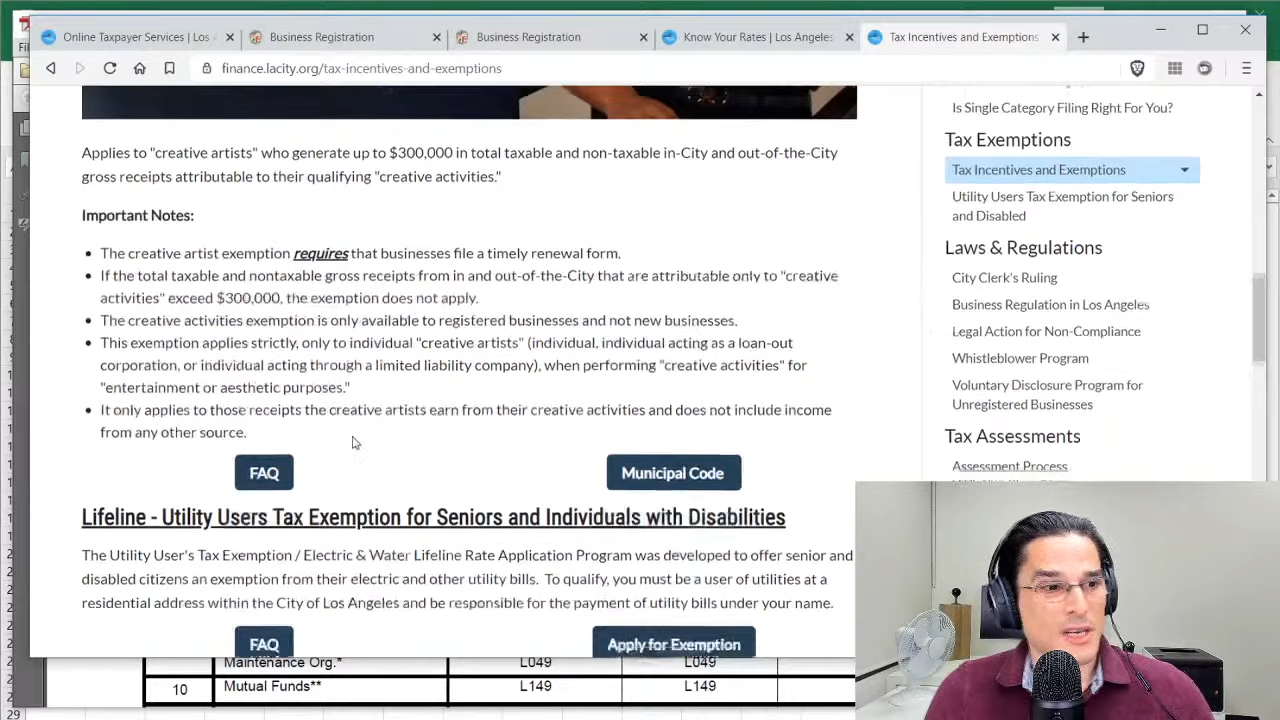 Online Taxpayer Services | Los
Business Registration
Business Registration
Know Your Rates | Los Angeles
Tax Incentives and Exemptions
finance.lacity.org/tax-incentives-and-exemptions
Applies to "creative artists" who generate up to $300,000 in total taxable and non-taxable in-City and out-of-the-City
gross receipts attributable to their qualifying "creative activities."
Important Notes:
• The creative artist exemption requires that businesses file a timely renewal form.
• If the total taxable and nontaxable gross receipts from in and out-of-the-City that are attributable only to "creative
activities" exceed $300,000, the exemption does not apply.
• The creative activities exemption is only available to registered businesses and not new businesses.
• This exemption applies strictly, only to individual "creative artists" (individual, individual acting as a loan-out
corporation, or individual acting through a limited liability company), when performing "creative activities" for
"entertainment or aesthetic purposes."
• It only applies to those receipts the creative artists earn from their creative activities and does not include income
from any other source.
FAQ
Municipal Code
Lifeline - Utility Users Tax Exemption for Seniors and Individuals with Disabilities
The Utility User's Tax Exemption / Electric & Water Lifeline Rate Application Program was developed to offer senior and
disabled citizens an exemption from their electric and other utility bills. To qualify, you must be a user of utilities at a
residential address within the City of Los Angeles and be responsible for the payment of utility bills under your name.
FAQ
Apply for Exemption
Is Single Category Filing Right For You?
Tax Exemptions
Tax Incentives and Exemptions
Utility Users Tax Exemption for Seniors
and Disabled
Laws & Regulations
City Clerk's Ruling
Business Regulation in Los Angeles
Legal Action for Non-Compliance
Whistleblower Program
Voluntary Disclosure Program for
Unregistered Businesses
Tax Assessments
Assessment Process
Maintenance Org.* L049 L049
10 Mutual Funds** L149 L149
29